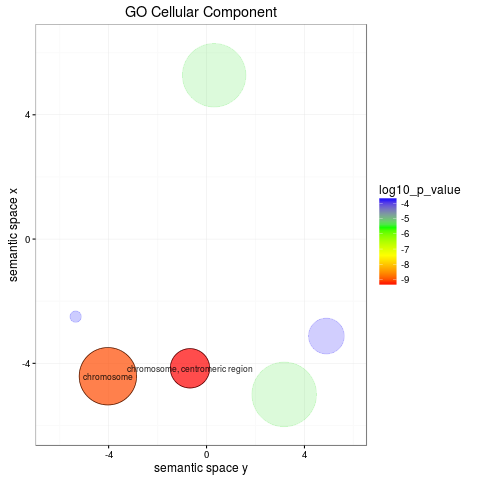 GO Cellular Component
semantic space x
4
0
-4
chromosome
chromosome, centromeric region
-4
0
4
semantic space y
log10_p_value
-4
-5
-6
-7
-8
-9